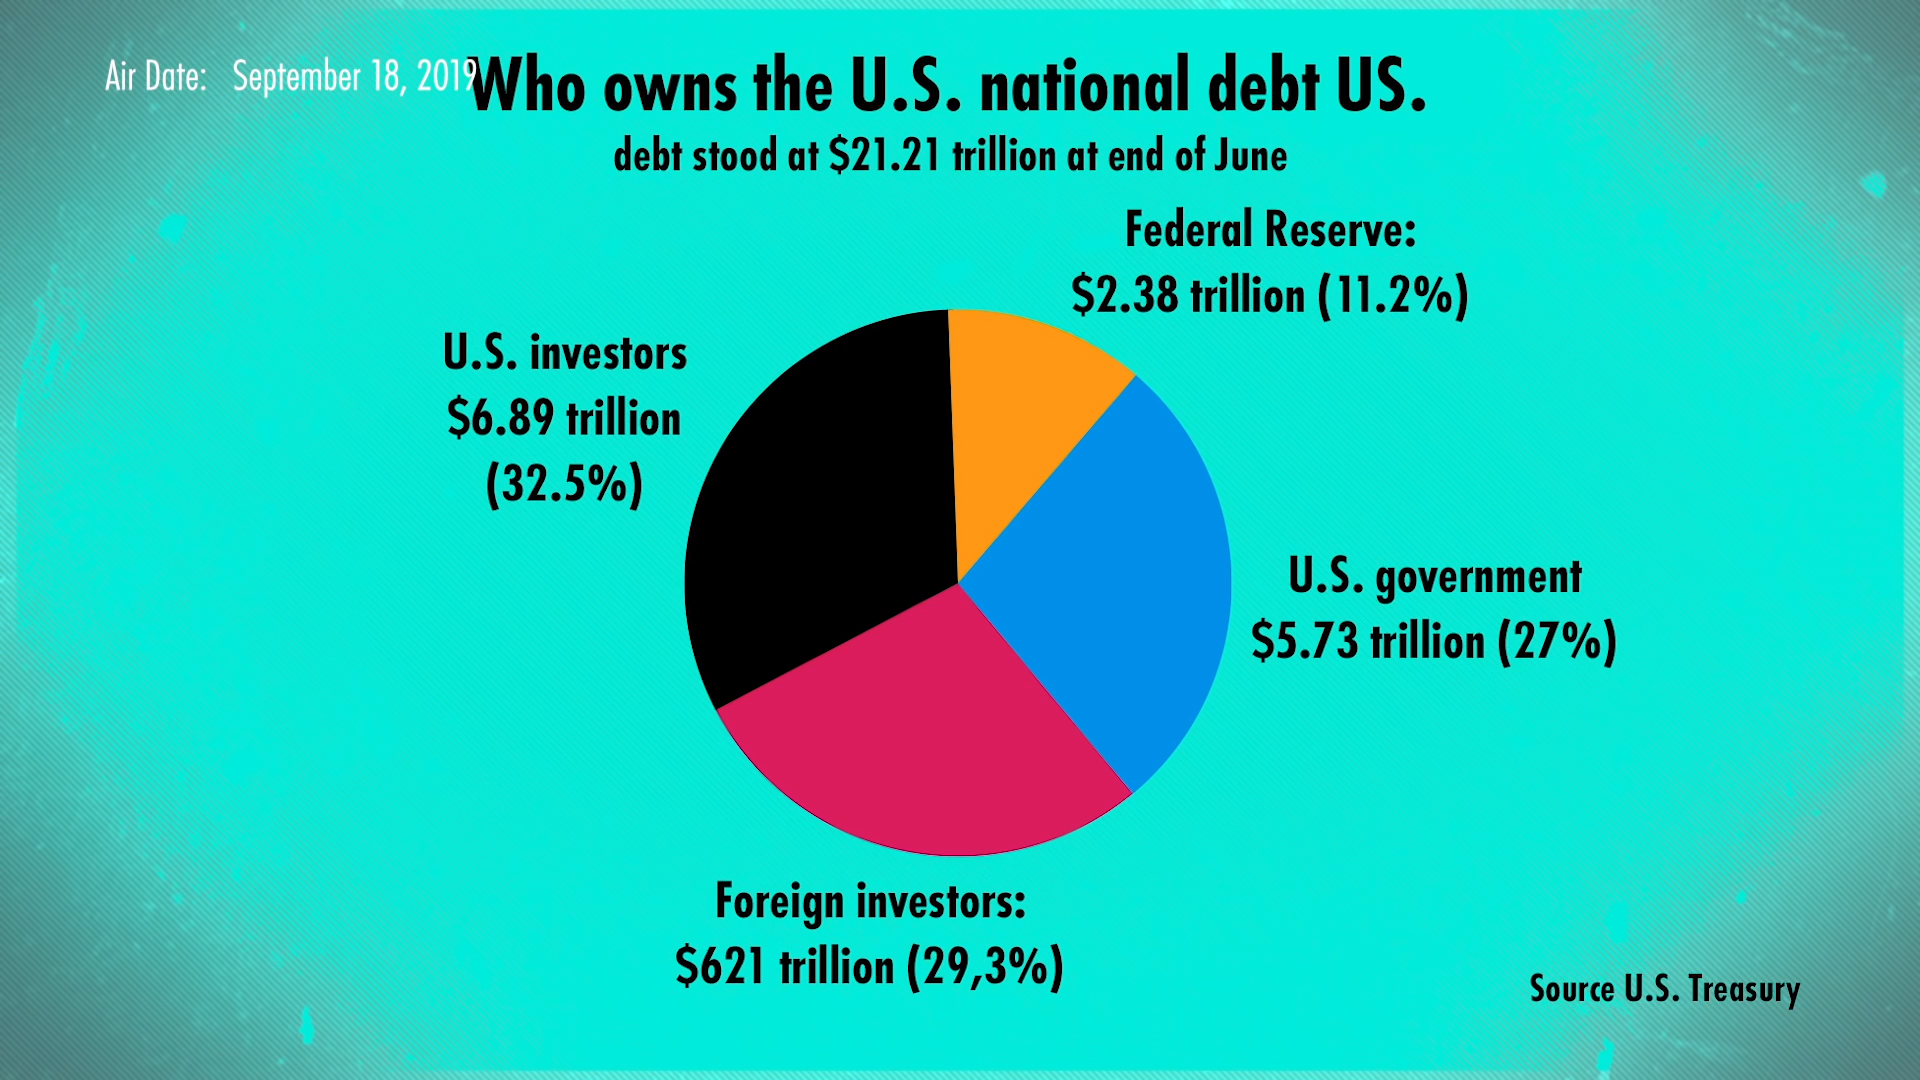 Air Date: September 18, 2019
Who owns the U.S. national debt US.
debt stood at $21.21 trillion at end of June
Federal Reserve:
$2.38 trillion (11.2%)
U.S. investors
$6.89 trillion
(32.5%)
U.S. government
$5.73 trillion (27%)
Foreign investors:
$621 trillion (29,3%)
Source U.S. Treasury